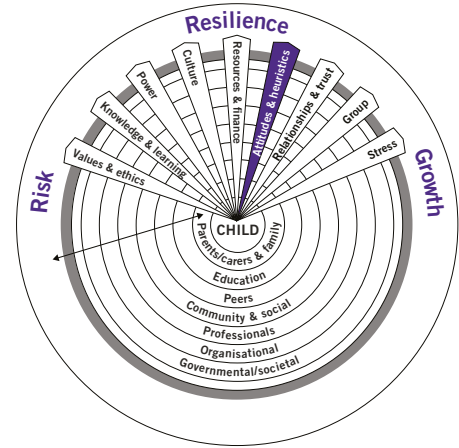 Resilience
Risk
Growth
Values & ethics
Knowledge & learning
Power
Culture
Resources & finance
Attitudes & heuristics
Relationships & trust
Group
Stress
CHILD
Parents/carers & family
Education
Peers
Community & social
Professionals
Organisational
Governmental/societal